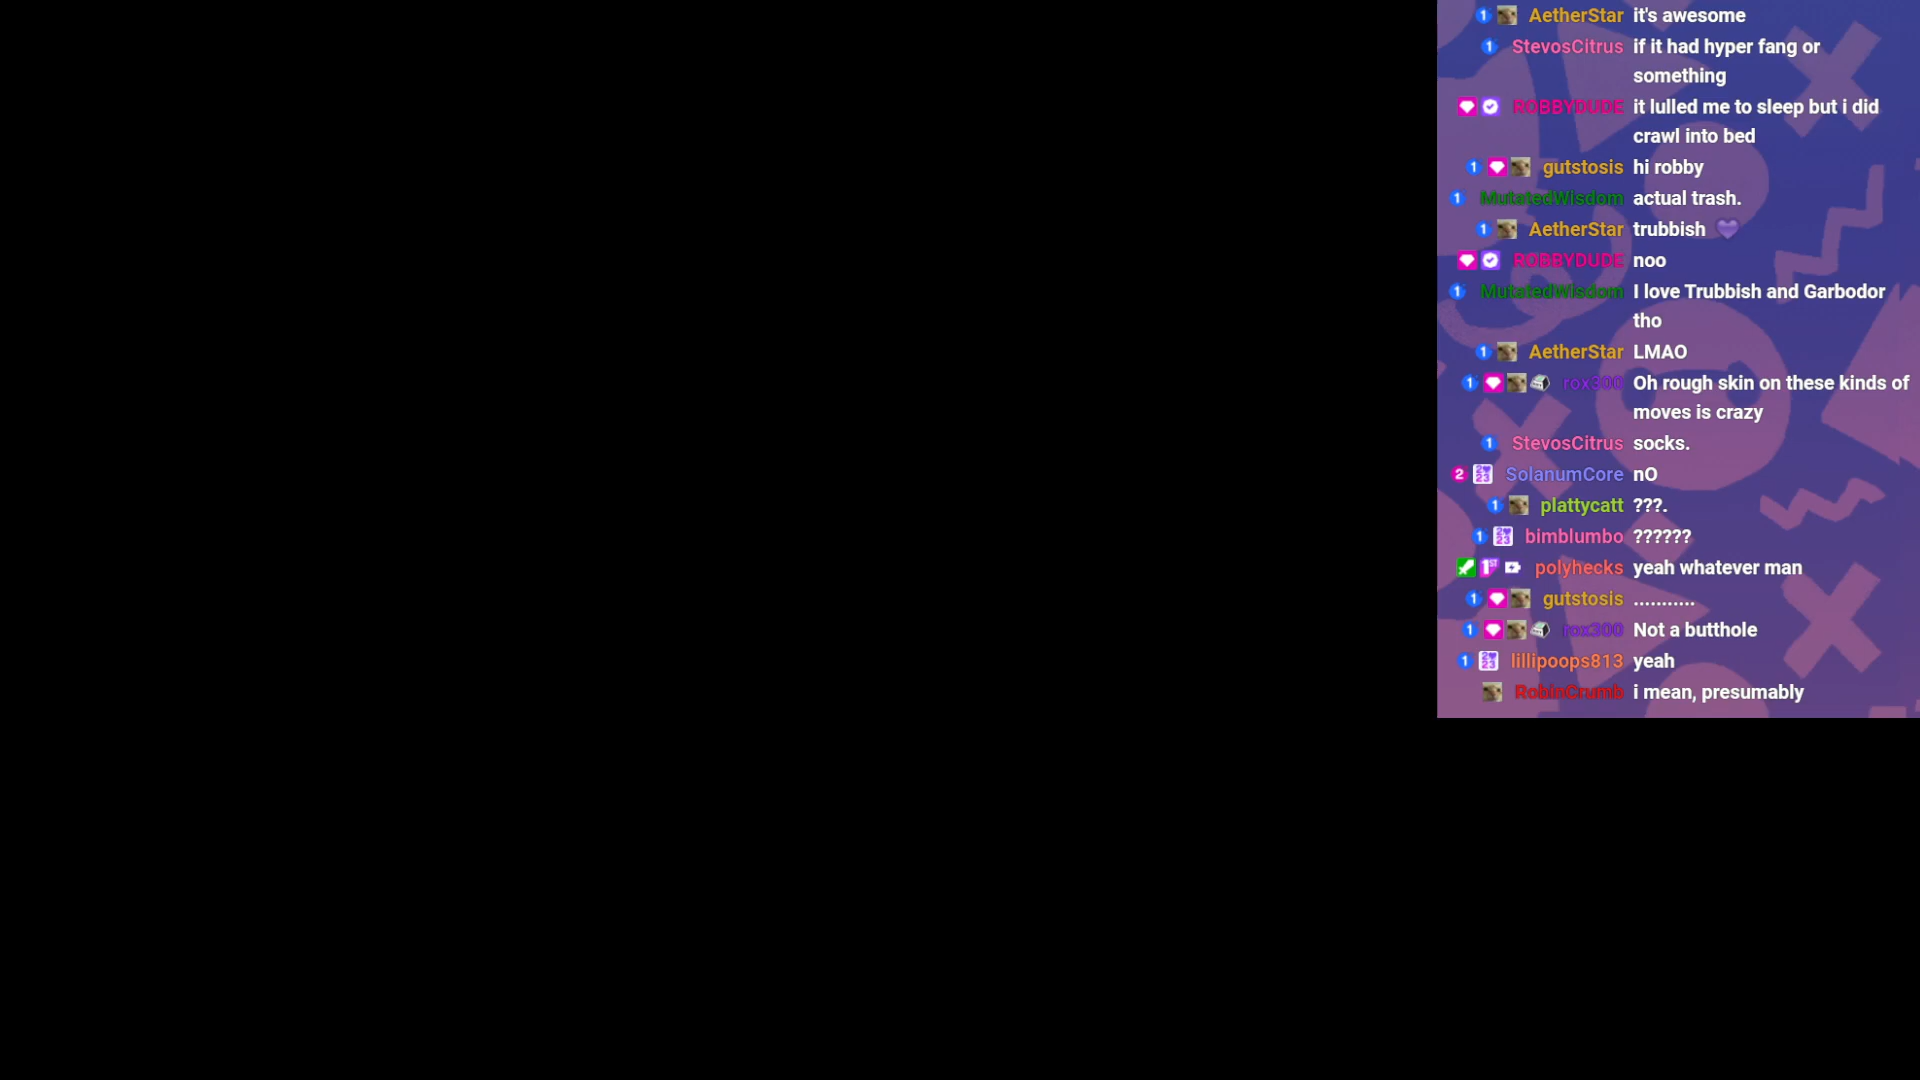 AetherStar it's awesome
StevosCitrus if it had hyper fang or
something
ROBBYDUDE it lulled me to sleep but i did
crawl into bed
gutstosis hi robby
MutatedWisdom actual trash.
AetherStar trubbish 💜
ROBBYDUDE noo
MutatedWisdom I love Trubbish and Garbodor
tho
AetherStar LMAO
rox300 Oh rough skin on these kinds of
moves is crazy
StevosCitrus socks.
SolanumCore nO
plattycatt ???.
bimblumbo ??????
polyhecks yeah whatever man
gutstosis ...........
rox300 Not a butthole
lillipoops813 yeah
RobinCrumb i mean, presumably